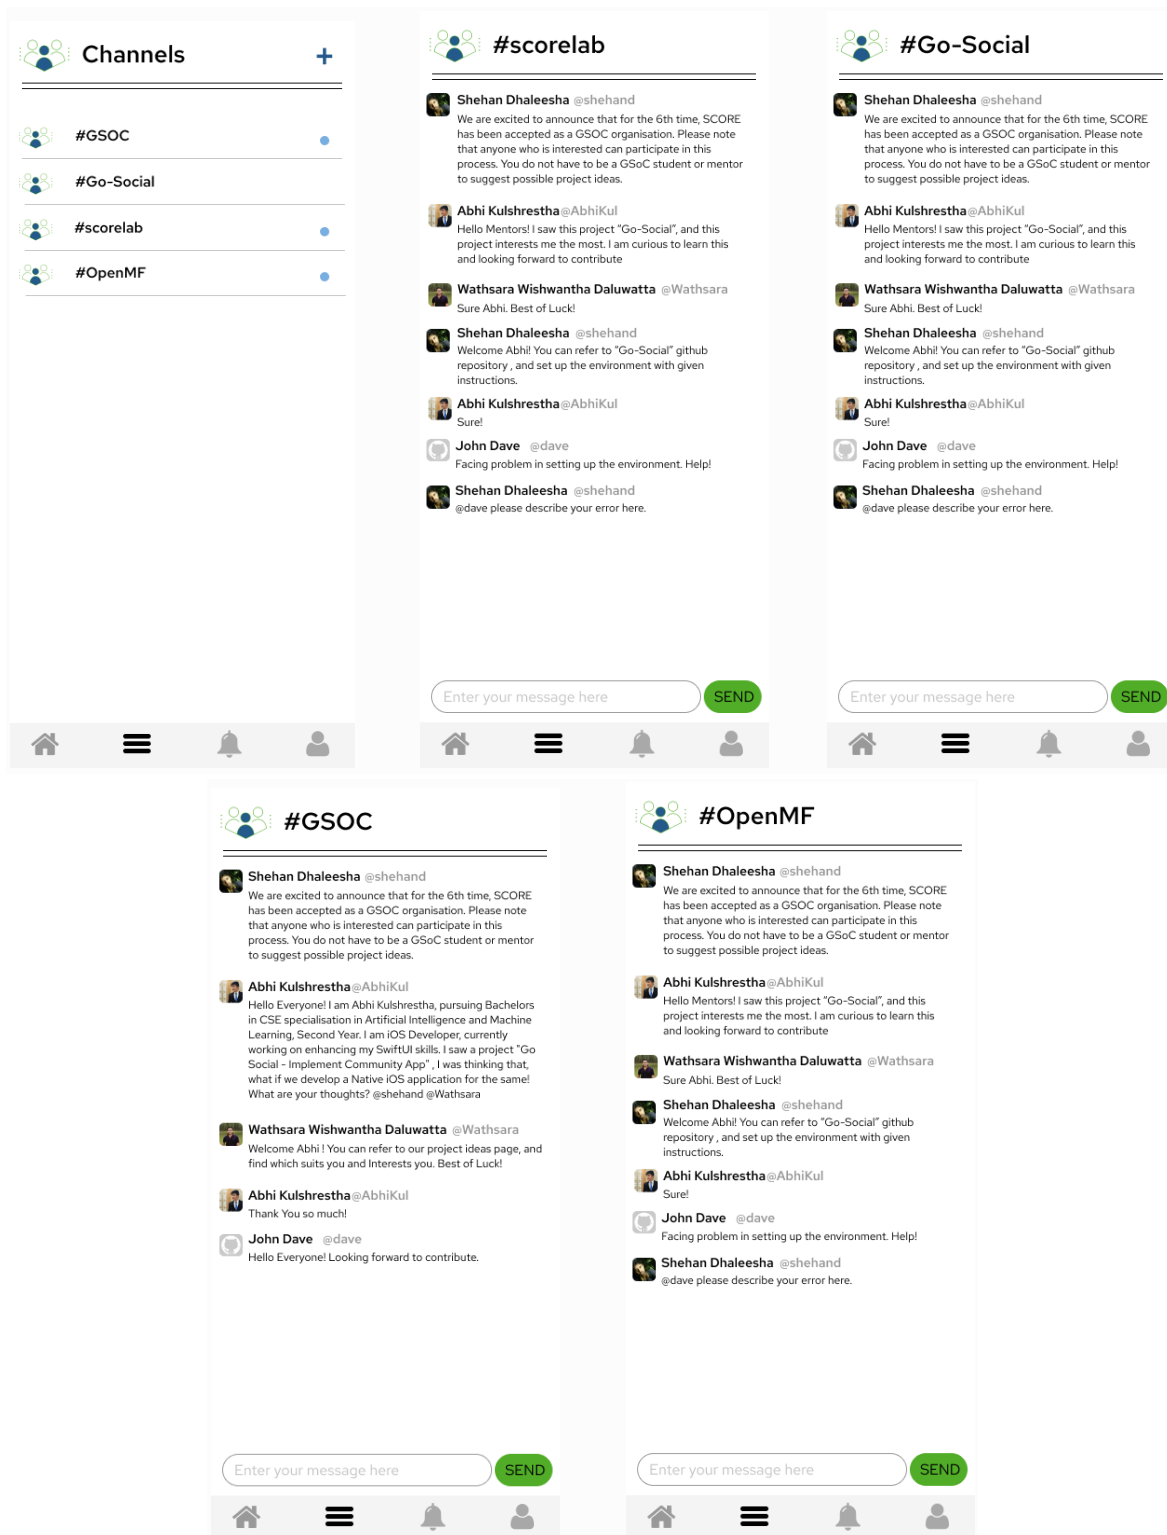 Channels
+
#GSOC
#Go-Social
#scorelab
#OpenMF
#scorelab
Shehan Dhaleesha @shehand
We are excited to announce that for the 6th time, SCORE
has been accepted as a GSOC organisation. Please note
that anyone who is interested can participate in this
process. You do not have to be a GSoC student or mentor
to suggest possible project ideas.
Abhi Kulshrestha@AbhiKul
Hello Mentors! I saw this project "Go-Social", and this
project interests me the most. I am curious to learn this
and looking forward to contribute
Wathsara Wishwantha Daluwatta @Wathsara
Sure Abhi. Best of Luck!
Shehan Dhaleesha @shehand
Welcome Abhi! You can refer to "Go-Social" github
repository , and set up the environment with given
instructions.
Abhi Kulshrestha@AbhiKul
Sure!
John Dave @dave
Facing problem in setting up the environment. Help!
Shehan Dhaleesha @shehand
@dave please describe your error here.
Enter your message here
SEND
#Go-Social
Shehan Dhaleesha @shehand
We are excited to announce that for the 6th time, SCORE
has been accepted as a GSOC organisation. Please note
that anyone who is interested can participate in this
process. You do not have to be a GSoC student or mentor
to suggest possible project ideas.
Abhi Kulshrestha@AbhiKul
Hello Mentors! I saw this project "Go-Social", and this
project interests me the most. I am curious to learn this
and looking forward to contribute
Wathsara Wishwantha Daluwatta @Wathsara
Sure Abhi. Best of Luck!
Shehan Dhaleesha @shehand
Welcome Abhi! You can refer to "Go-Social" github
repository , and set up the environment with given
instructions.
Abhi Kulshrestha@AbhiKul
Sure!
John Dave @dave
Facing problem in setting up the environment. Help!
Shehan Dhaleesha @shehand
@dave please describe your error here.
Enter your message here
SEND
#GSOC
Shehan Dhaleesha @shehand
We are excited to announce that for the 6th time, SCORE
has been accepted as a GSOC organisation. Please note
that anyone who is interested can participate in this
process. You do not have to be a GSoC student or mentor
to suggest possible project ideas.
Abhi Kulshrestha@AbhiKul
Hello Everyone! I am Abhi Kulshrestha, pursuing Bachelors
in CSE specialisation in Artificial Intelligence and Machine
Learning, Second Year. I am iOS Developer, currently
working on enhancing my SwiftUI skills. I saw a project "Go
Social - Implement Community App" , I was thinking that,
what if we develop a Native iOS application for the same!
What are your thoughts? @shehand @Wathsara
Wathsara Wishwantha Daluwatta @Wathsara
Welcome Abhi ! You can refer to our project ideas page, and
find which suits you and Interests you. Best of Luck!
Abhi Kulshrestha@AbhiKul
Thank You so much!
John Dave @dave
Hello Everyone! Looking forward to contribute.
Enter your message here
SEND
#OpenMF
Shehan Dhaleesha @shehand
We are excited to announce that for the 6th time, SCORE
has been accepted as a GSOC organisation. Please note
that anyone who is interested can participate in this
process. You do not have to be a GSoC student or mentor
to suggest possible project ideas.
Abhi Kulshrestha@AbhiKul
Hello Mentors! I saw this project "Go-Social", and this
project interests me the most. I am curious to learn this
and looking forward to contribute
Wathsara Wishwantha Daluwatta @Wathsara
Sure Abhi. Best of Luck!
Shehan Dhaleesha @shehand
Welcome Abhi! You can refer to "Go-Social" github
repository , and set up the environment with given
instructions.
Abhi Kulshrestha@AbhiKul
Sure!
John Dave @dave
Facing problem in setting up the environment. Help!
Shehan Dhaleesha @shehand
@dave please describe your error here.
Enter your message here
SEND